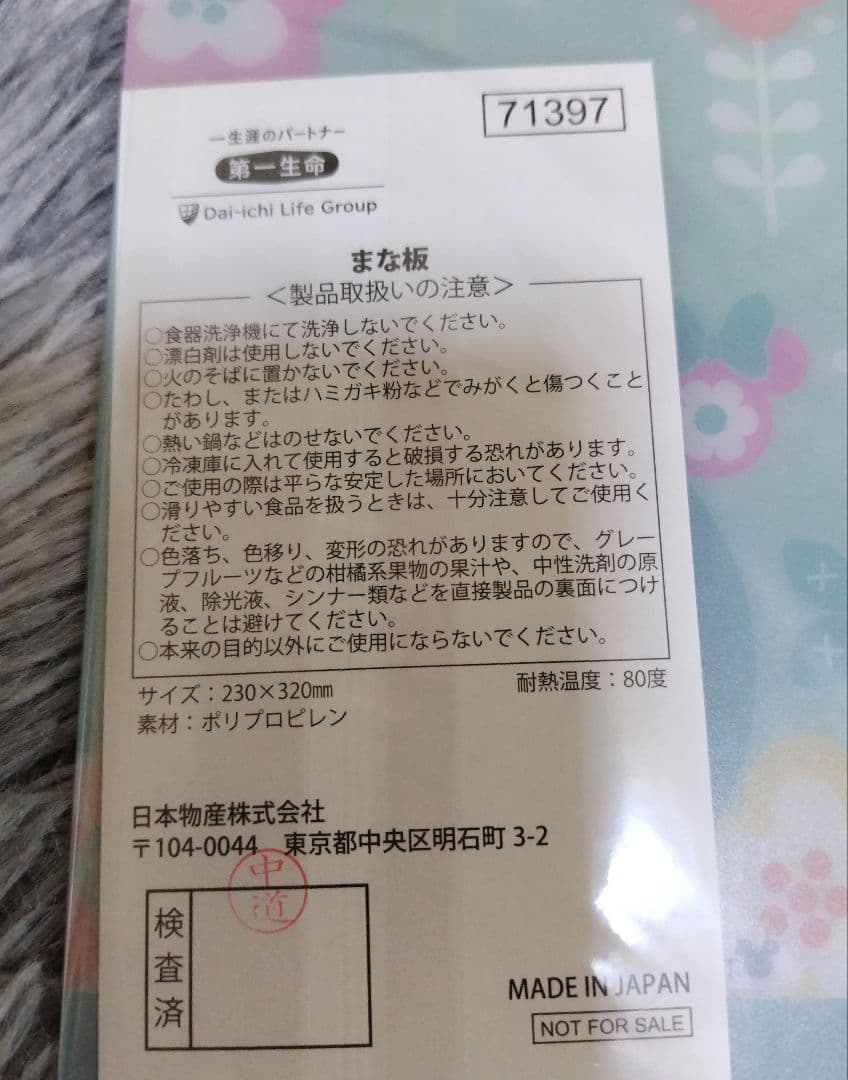 71397
一生涯のパートナー
第一生命
Dai-ichi Life Group
まな板
＜製品取扱いの注意＞
○食器洗浄機にて洗浄しないでください。
○漂白剤は使用しないでください。
○火のそばに置かないでください。
○たわし、またはハミガキ粉などでみがくと傷つくこと
があります。
○熱い鍋などはのせないでください。
○冷凍庫に入れて使用すると破損する恐れがあります。
○ご使用の際は平らな安定した場所においてください。
○滑りやすい食品を扱うときは、十分注意してご使用く
ださい。
○色落ち、色移り、変形の恐れがありますので、グレー
プフルーツなどの柑橘系果物の果汁や、中性洗剤の原
液、除光液、シンナー類などを直接製品の裏面につけ
ることは避けてください。
○本来の目的以外にご使用にならないでください。
サイズ：230×320㎜
耐熱温度：80度
素材：ポリプロピレン
日本物産株式会社
〒104-0044　東京都中央区明石町 3-2
中道
検査済
MADE IN JAPAN
NOT FOR SALE